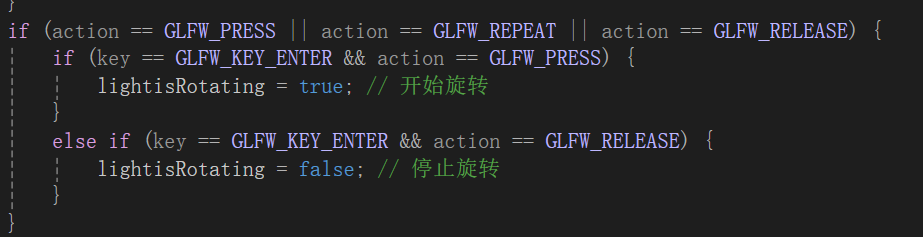 }
if (action == GLFW_PRESS || action == GLFW_REPEAT || action == GLFW_RELEASE) {
if (key == GLFW_KEY_ENTER && action == GLFW_PRESS) {
lightisRotating = true; // 开始旋转
}
else if (key == GLFW_KEY_ENTER && action == GLFW_RELEASE) {
lightisRotating = false; // 停止旋转
}
}